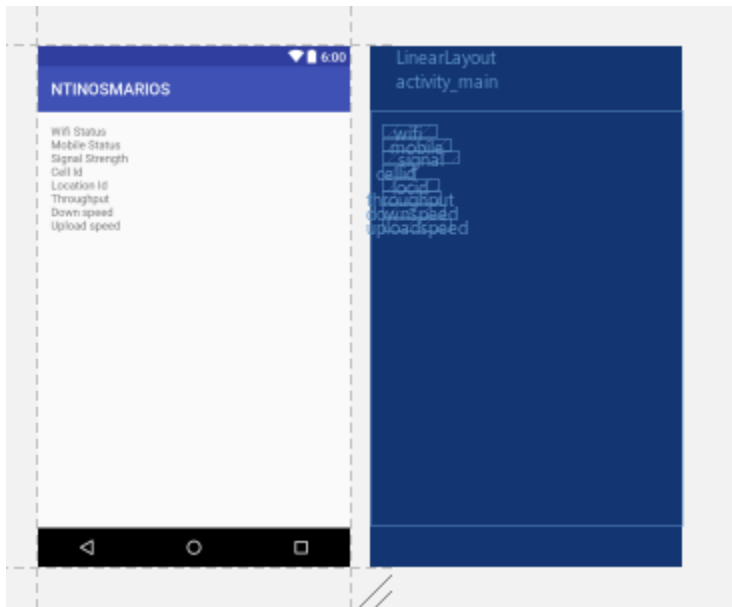 6:00
NTINOSMARIOS
Wifi Status
Mobile Status
Signal Strength
Cell Id
Location Id
Throughput
Down speed
Upload speed
LinearLayout
activity_main
wifi
mobile
signal
cellid
locid
throughput
downspeed
uploadspeed